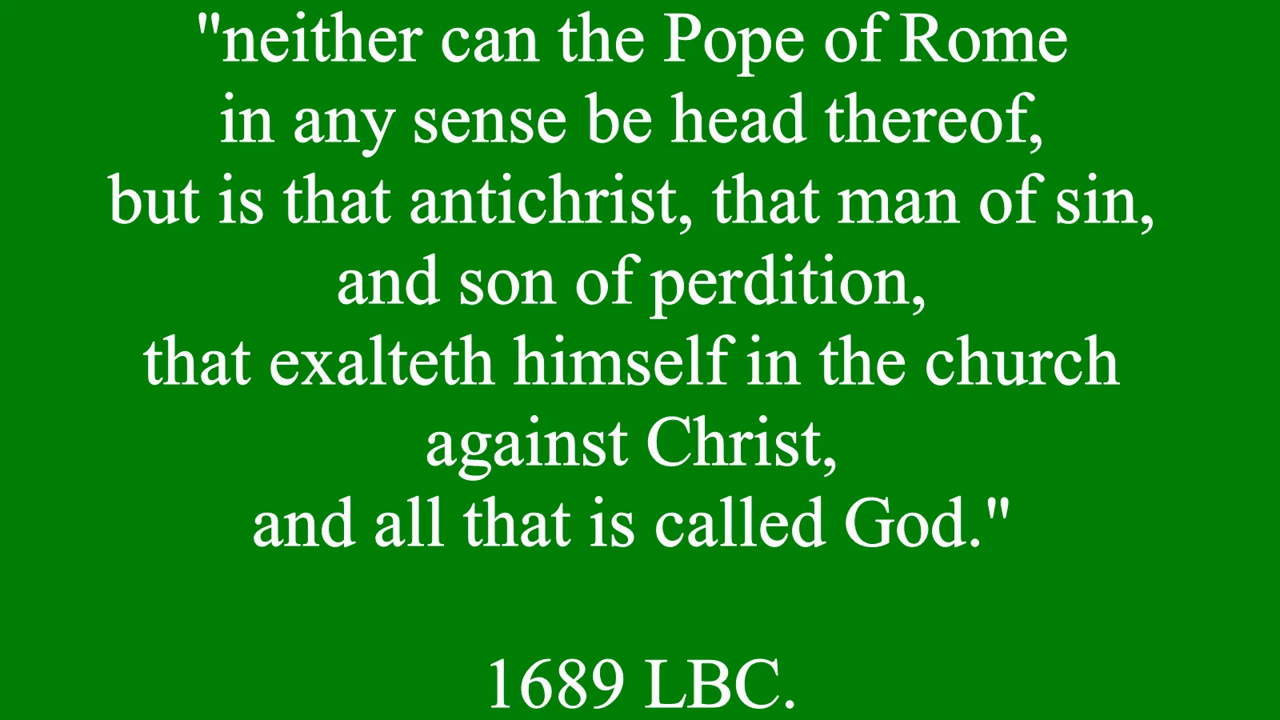 "neither can the Pope of Rome
in any sense be head thereof,
but is that antichrist, that man of sin,
and son of perdition,
that exalteth himself in the church
against Christ,
and all that is called God."
1689 LBC.